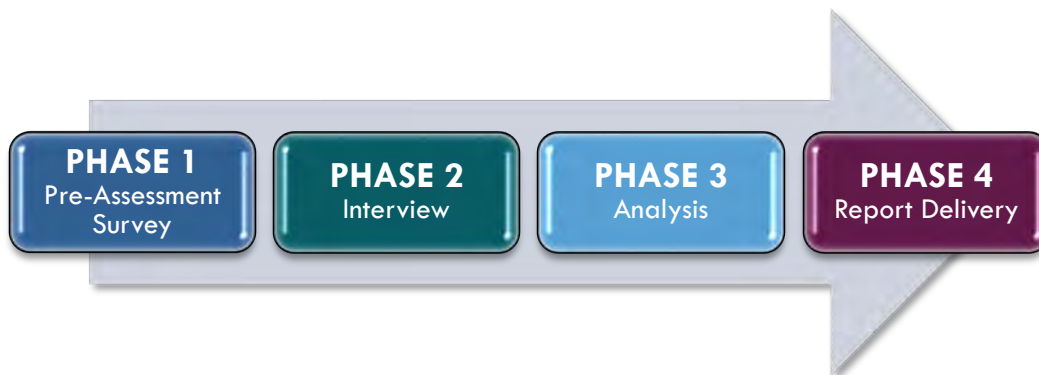 PHASE 1
Pre-Assessment
Survey
PHASE 2
Interview
PHASE 3
Analysis
PHASE 4
Report Delivery